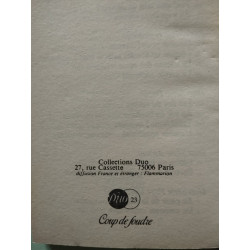 Collections Duo
27, rue Cassette 75006 Paris
diffusion France et étranger : Flammarion
Duo 23
Coup de foudre